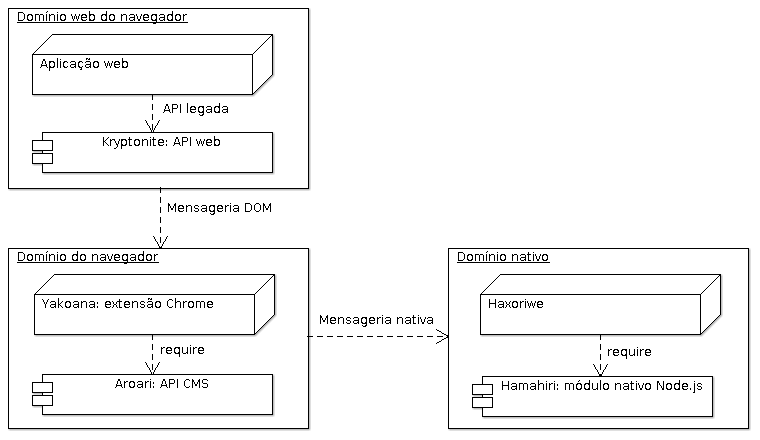 Domínio web do navegador
Aplicação web
API legada
Kryptonite: API web
Mensageria DOM
Domínio do navegador
Yakoana: extensão Chrome
require
Aroari: API CMS
Mensageria nativa
Domínio nativo
Haxoriwe
require
Hamahiri: módulo nativo Node.js